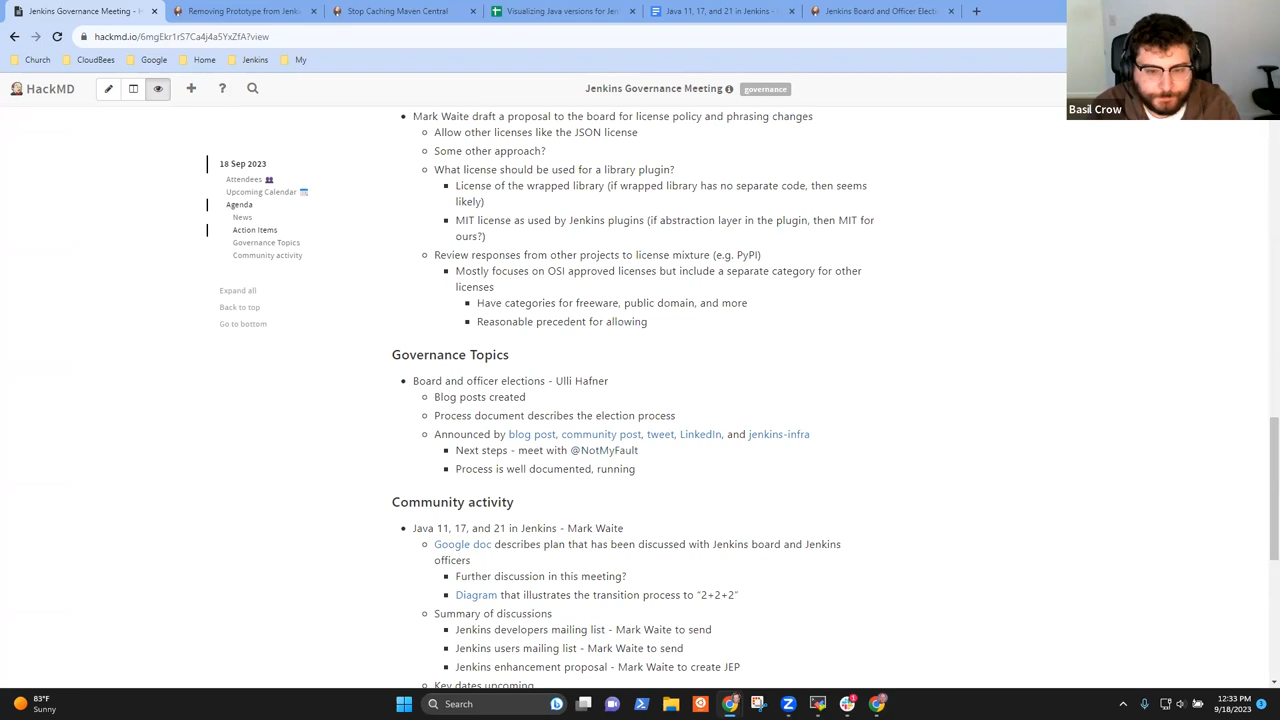 Jenkins Governance Meeting -
Removing Prototype from Jenk
Stop Caching Maven Central
Visualizing Java versions for Jen
Java 11, 17, and 21 in Jenkins -
Jenkins Board and Officer Elect
hackmd.io/6mgEkr1rS7Ca4j4a5YxZfA?view
Church
CloudBees
Google
Home
Jenkins
My
HackMD
Jenkins Governance Meeting
governance
Basil Crow
18 Sep 2023
Attendees
Upcoming Calendar
Agenda
News
Action Items
Governance Topics
Community activity
Expand all
Back to top
Go to bottom
Mark Waite draft a proposal to the board for license policy and phrasing changes
Allow other licenses like the JSON license
Some other approach?
What license should be used for a library plugin?
License of the wrapped library (if wrapped library has no separate code, then seems
likely)
MIT license as used by Jenkins plugins (if abstraction layer in the plugin, then MIT for
ours?)
Review responses from other projects to license mixture (e.g. PyPI)
Mostly focuses on OSI approved licenses but include a separate category for other
licenses
Have categories for freeware, public domain, and more
Reasonable precedent for allowing
Governance Topics
Board and officer elections - Ulli Hafner
Blog posts created
Process document describes the election process
Announced by blog post, community post, tweet, LinkedIn, and jenkins-infra
Next steps - meet with @NotMyFault
Process is well documented, running
Community activity
Java 11, 17, and 21 in Jenkins - Mark Waite
Google doc describes plan that has been discussed with Jenkins board and Jenkins
officers
Further discussion in this meeting?
Diagram that illustrates the transition process to “2+2+2”
Summary of discussions
Jenkins developers mailing list - Mark Waite to send
Jenkins users mailing list - Mark Waite to send
Jenkins enhancement proposal - Mark Waite to create JEP
Key dates upcoming
83°F
Sunny
Search
12:33 PM
9/18/2023